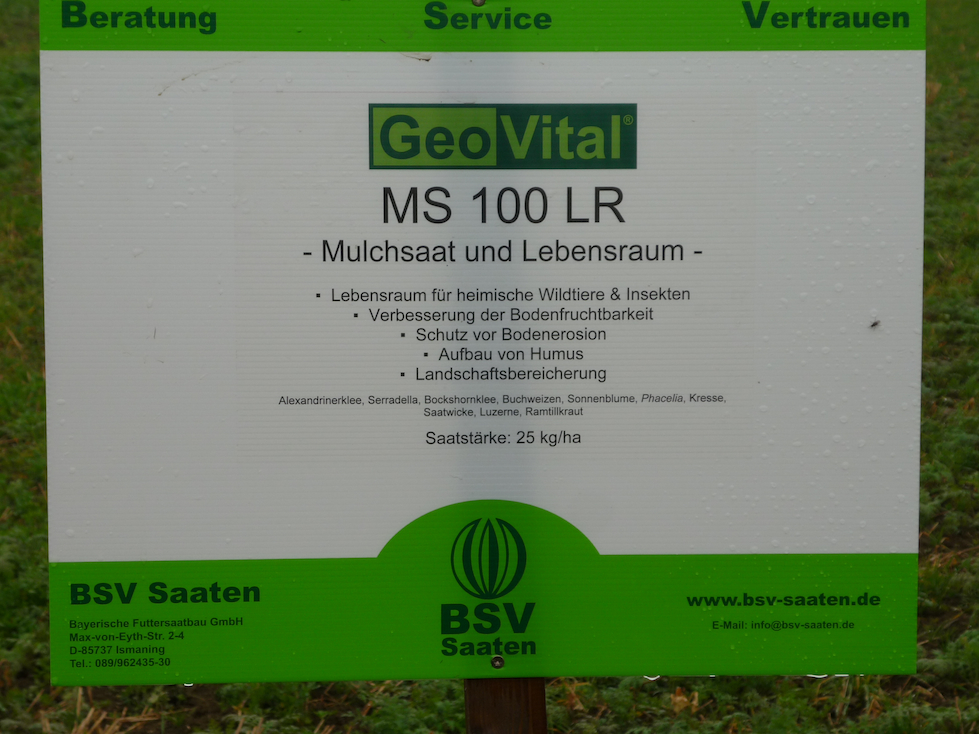 Beratung Service Vertrauen
GeoVital®
MS 100 LR
- Mulchsaat und Lebensraum -
▪ Lebensraum für heimische Wildtiere & Insekten
▪ Verbesserung der Bodenfruchtbarkeit
▪ Schutz vor Bodenerosion
▪ Aufbau von Humus
▪ Landschaftsbereicherung
Alexandrinerklee, Serradella, Bockshornklee, Buchweizen, Sonnenblume, Phacelia, Kresse,
Saatwicke, Luzerne, Ramtillkraut
Saatstärke: 25 kg/ha
BSV Saaten
Bayerische Futtersaatbau GmbH
Max-von-Eyth-Str. 2-4
D-85737 Ismaning
Tel.: 089/962435-30
BSV
Saaten
www.bsv-saaten.de
E-Mail: info@bsv-saaten.de